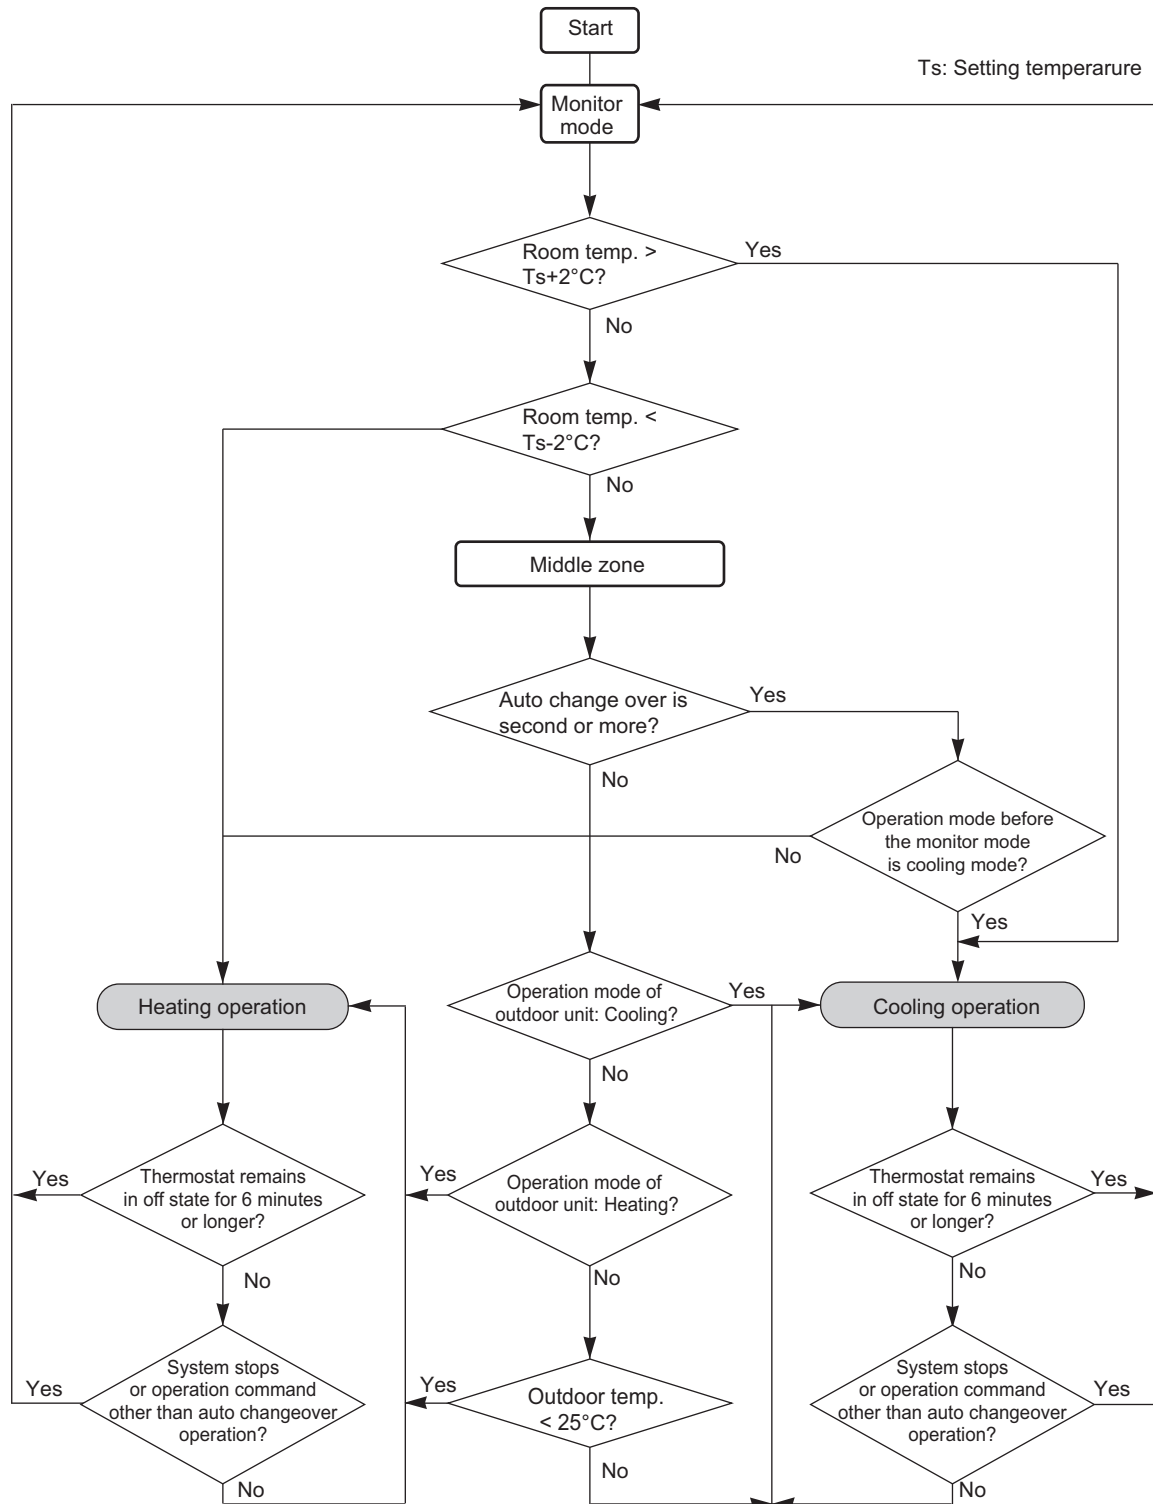 Start
Ts: Setting temperarure
Monitor
mode
Room temp. >
Ts+2°C?
Yes
No
Room temp. <
Ts-2°C?
No
Middle zone
Auto change over is
second or more?
Yes
No
Operation mode before
the monitor mode
is cooling mode?
No
Yes
Heating operation
Operation mode of
outdoor unit: Cooling?
Yes
Cooling operation
No
Yes
Thermostat remains
in off state for 6 minutes
or longer?
No
Yes
Operation mode of
outdoor unit: Heating?
No
Thermostat remains
in off state for 6 minutes
or longer?
Yes
No
Yes
System stops
or operation command
other than auto changeover
operation?
No
Yes
Outdoor temp.
< 25°C?
No
System stops
or operation command
other than auto changeover
operation?
Yes
No